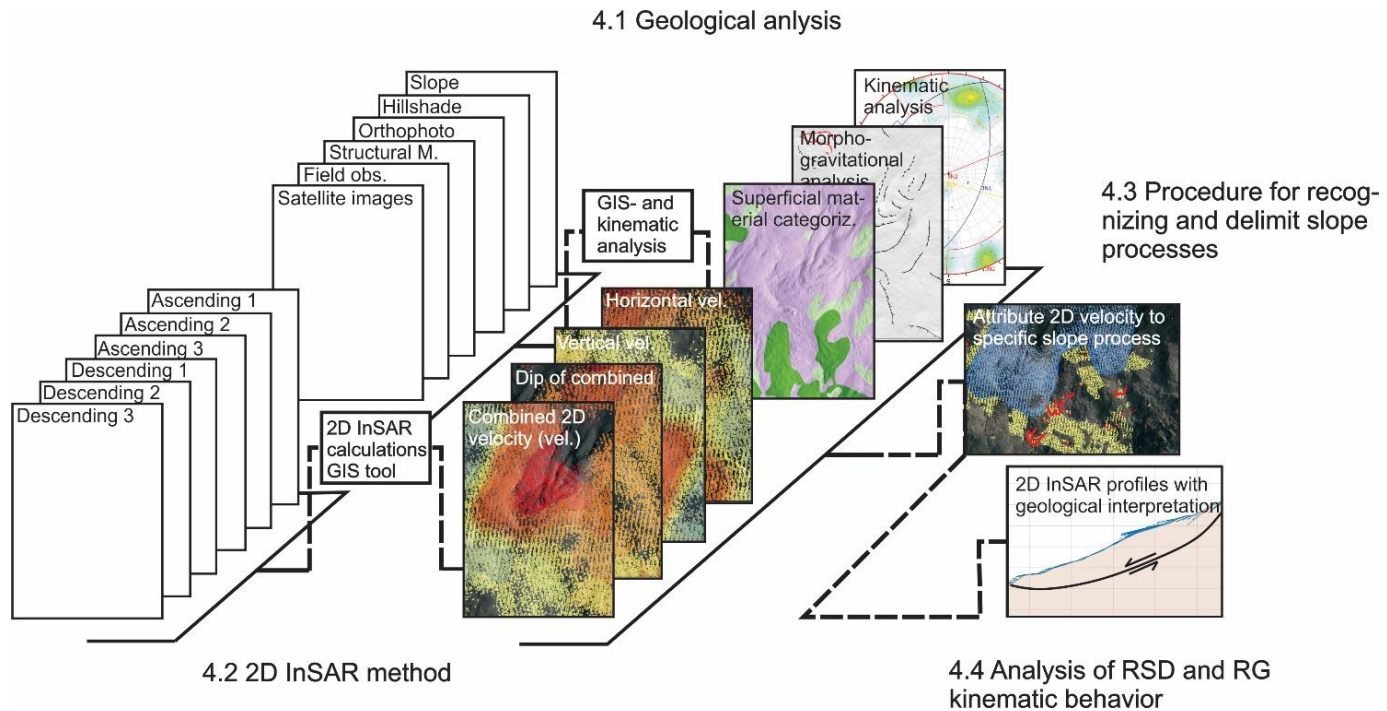 4.1 Geological anlysis
Slope
Hillshade
Orthophoto
Structural M.
Field obs.
Satellite images
GIS- and
kinematic
analysis
Kinematic
analysis
Morpho-
gravitational
analysis
Superficial mat-
erial categoriz.
4.3 Procedure for recog-
nizing and delimit slope
processes
Ascending 1
Ascending 2
Ascending 3
Descending 1
Descending 2
Descending 3
2D InSAR
calculations
GIS tool
Horizontal vel.
Vertical vel.
Dip of combined
Combined 2D
velocity (vel.)
Attribute 2D velocity to
specific slope process
2D InSAR profiles with
geological interpretation
4.2 2D InSAR method
4.4 Analysis of RSD and RG
kinematic behavior